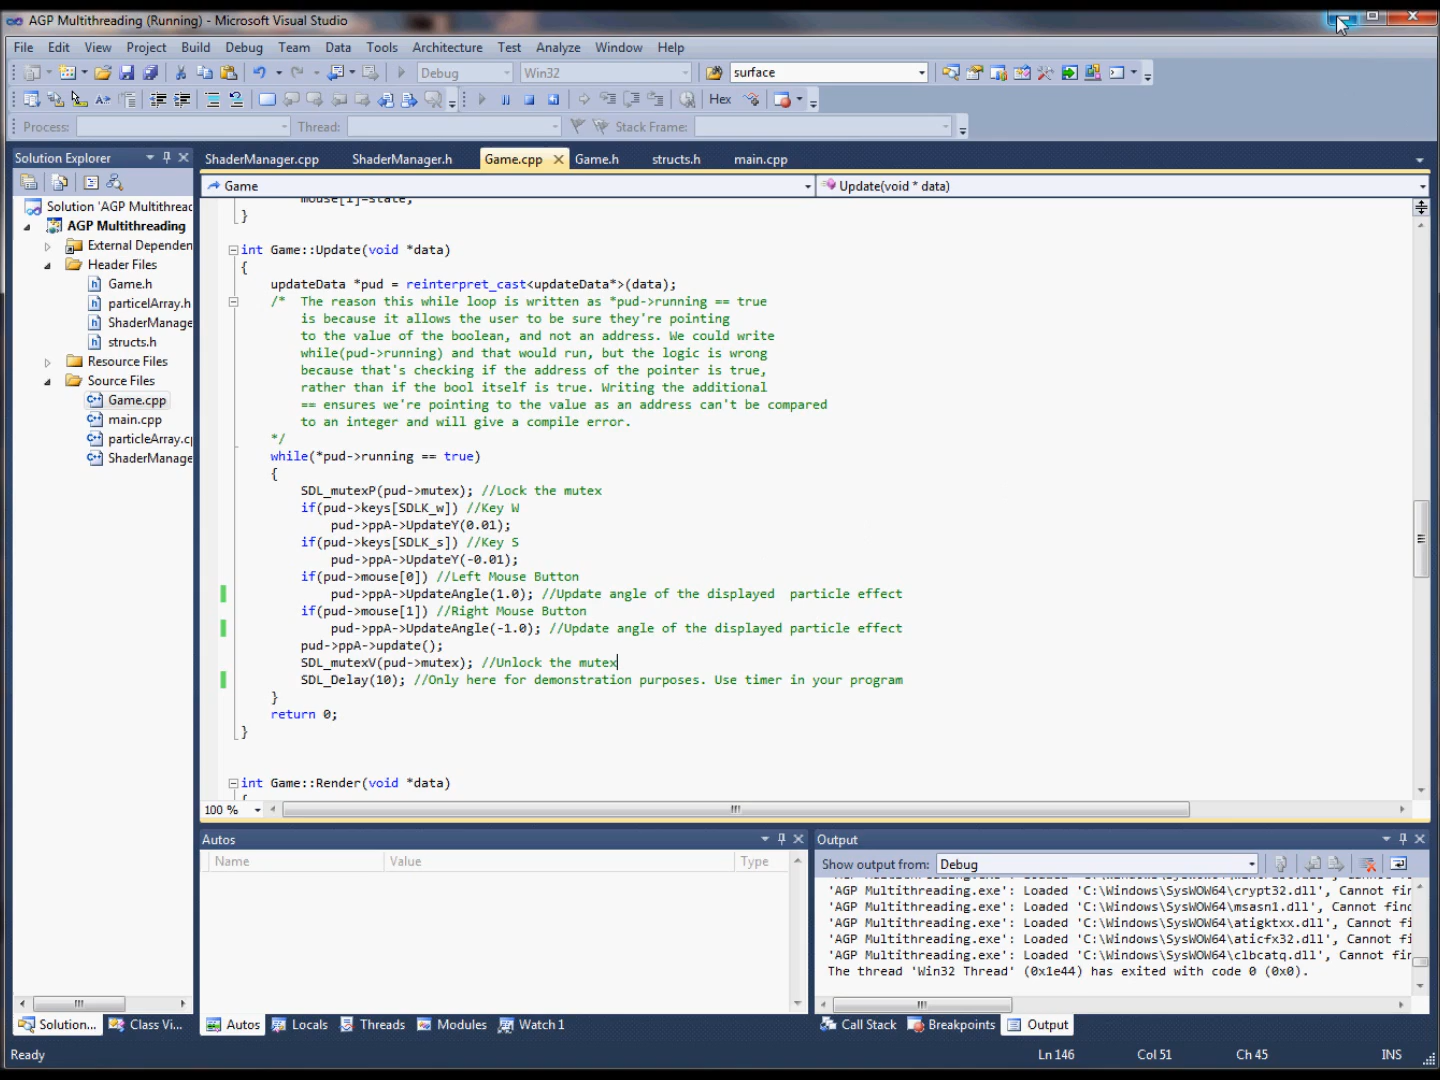 AGP Multithreading (Running) - Microsoft Visual Studio
File Edit View Project Build Debug Team Data Tools Architecture Test Analyze Window Help
Debug Win32 surface
Hex
Process: Thread: Stack Frame:
Solution Explorer
ShaderManager.cpp ShaderManager.h Game.cpp Game.h structs.h main.cpp
Game Update(void * data)
Solution 'AGP Multithreac
AGP Multithreading
External Dependen
Header Files
Game.h
particelArray.h
ShaderManage
structs.h
Resource Files
Source Files
Game.cpp
main.cpp
particleArray.c
ShaderManage
mouse[1]=state;
}
int Game::Update(void *data)
{
updateData *pud = reinterpret_cast<updateData*>(data);
/* The reason this while loop is written as *pud->running == true
is because it allows the user to be sure they're pointing
to the value of the boolean, and not an address. We could write
while(pud->running) and that would run, but the logic is wrong
because that's checking if the address of the pointer is true,
rather than if the bool itself is true. Writing the additional
== ensures we're pointing to the value as an address can't be compared
to an integer and will give a compile error.
*/
while(*pud->running == true)
{
SDL_mutexP(pud->mutex); //Lock the mutex
if(pud->keys[SDLK_w]) //Key W
pud->ppA->UpdateY(0.01);
if(pud->keys[SDLK_s]) //Key S
pud->ppA->UpdateY(-0.01);
if(pud->mouse[0]) //Left Mouse Button
pud->ppA->UpdateAngle(1.0); //Update angle of the displayed  particle effect
if(pud->mouse[1]) //Right Mouse Button
pud->ppA->UpdateAngle(-1.0); //Update angle of the displayed particle effect
pud->ppA->update();
SDL_mutexV(pud->mutex); //Unlock the mutex
SDL_Delay(10); //Only here for demonstration purposes. Use timer in your program
}
return 0;
}
int Game::Render(void *data)
{
100 %
Autos
Name Value Type
Output
Show output from: Debug
'AGP Multithreading.exe': Loaded 'C:\Windows\SysWOW64\crypt32.dll', Cannot fin
'AGP Multithreading.exe': Loaded 'C:\Windows\SysWOW64\msasn1.dll', Cannot finc
'AGP Multithreading.exe': Loaded 'C:\Windows\SysWOW64\atigktxx.dll', Cannot fi
'AGP Multithreading.exe': Loaded 'C:\Windows\SysWOW64\aticfx32.dll', Cannot fi
'AGP Multithreading.exe': Loaded 'C:\Windows\SysWOW64\clbcatq.dll', Cannot fir
The thread 'Win32 Thread' (0x1e44) has exited with code 0 (0x0).
Solution... Class Vi... Autos Locals Threads Modules Watch 1 Call Stack Breakpoints Output
Ready Ln 146 Col 51 Ch 45 INS